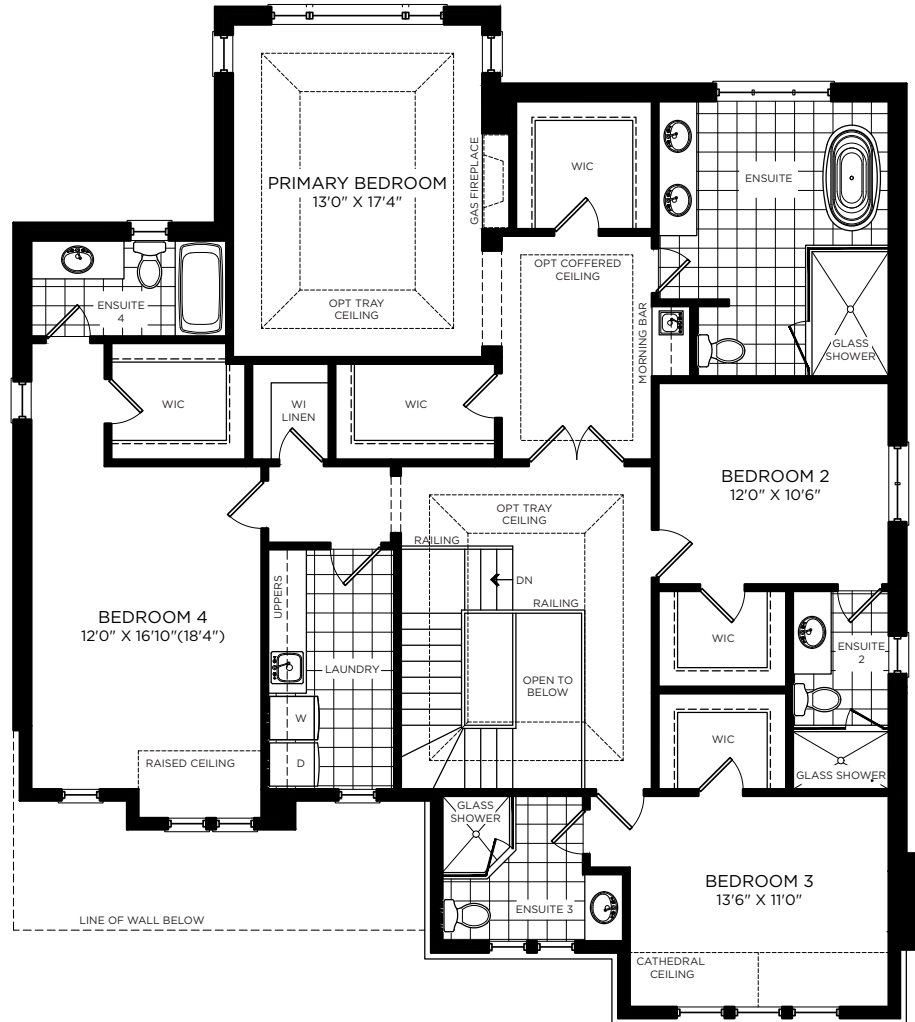 PRIMARY BEDROOM
13'0" X 17'4"
OPT TRAY
CEILING
GAS FIREPLACE
WIC
ENSUITE
OPT COFFERED
CEILING
MORNING BAR
GLASS
SHOWER
ENSUITE
4
WIC
WI
LINEN
WIC
BEDROOM 2
12'0" X 10'6"
OPT TRAY
CEILING
RAILING
DN
RAILING
OPEN TO
BELOW
UPPERS
LAUNDRY
W
D
BEDROOM 4
12'0" X 16'10"(18'4")
RAISED CEILING
WIC
ENSUITE
2
WIC
GLASS SHOWER
GLASS
SHOWER
ENSUITE 3
BEDROOM 3
13'6" X 11'0"
CATHEDRAL
CEILING
LINE OF WALL BELOW